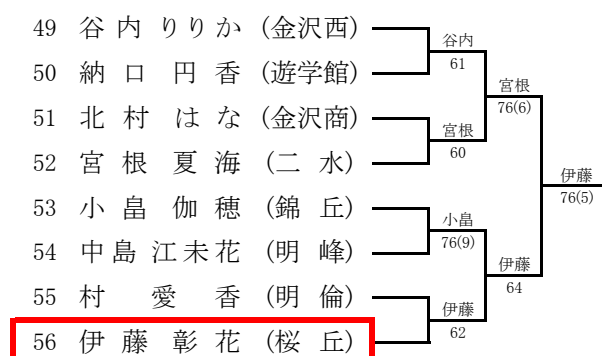 49 谷内 りりか (金沢西)
50 納口 円香 (遊学館)
51 北村 はな (金沢商)
52 宮根 夏海 (二水)
53 小畠 伽穂 (錦丘)
54 中島 江未花 (明峰)
55 村 愛香 (明倫)
56 伊藤 彰花 (桜丘)
谷内
61
宮根
60
小畠
76(9)
伊藤
62
宮根
76(6)
伊藤
64
伊藤
76(5)